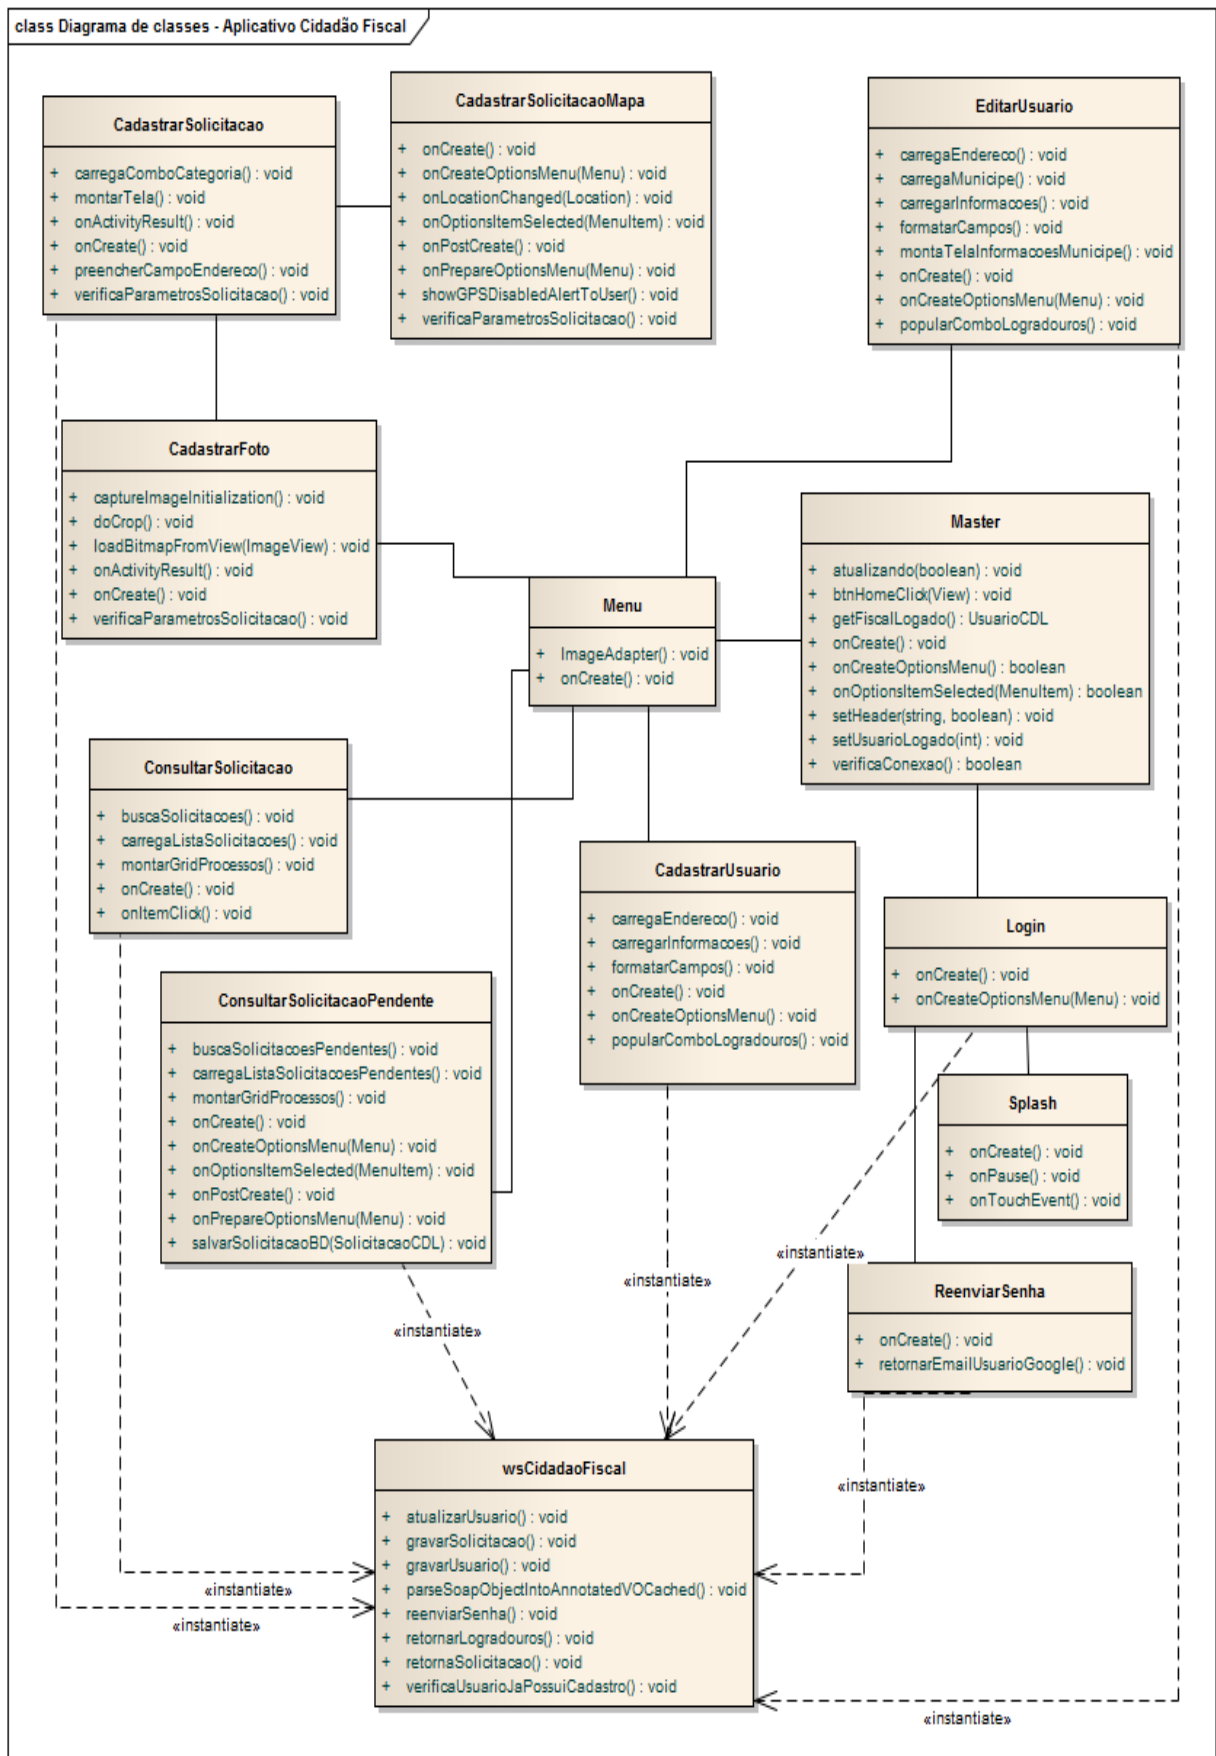 class Diagrama de classes - Aplicativo Cidadão Fiscal
CadastrarSolicitacao
+ carregaComboCategoria() : void
+ montarTela() : void
+ onActivityResult() : void
+ onCreate() : void
+ preencherCampoEndereco() : void
+ verificaParametrosSolicitacao() : void
CadastrarSolicitacaoMapa
+ onCreate() : void
+ onCreateOptionsMenu(Menu) : void
+ onLocationChanged(Location) : void
+ onOptionsItemSelected(MenuItem) : void
+ onPostCreate() : void
+ onPrepareOptionsMenu(Menu) : void
+ showGPSDisabledAlertToUser() : void
+ verificaParametrosSolicitacao() : void
EditarUsuario
+ carregaEndereco() : void
+ carregaMunicipe() : void
+ carregarInformacoes() : void
+ formatarCampos() : void
+ montaTelaInformacoesMunicipe() : void
+ onCreate() : void
+ onCreateOptionsMenu(Menu) : void
+ popularComboLogradouros() : void
CadastrarFoto
+ captureImageInitialization() : void
+ doCrop() : void
+ loadBitmapFromView(ImageView) : void
+ onActivityResult() : void
+ onCreate() : void
+ verificaParametrosSolicitacao() : void
Master
+ atualizando(boolean) : void
+ btnHomeClick(View) : void
+ getFiscalLogado() : UsuarioCDL
+ onCreate() : void
+ onCreateOptionsMenu() : boolean
+ onOptionsItemSelected(MenuItem) : boolean
+ setHeader(string, boolean) : void
+ setUsuarioLogado(int) : void
+ verificaConexao() : boolean
Menu
+ ImageAdapter() : void
+ onCreate() : void
ConsultarSolicitacao
+ buscaSolicitacoes() : void
+ carregaListaSolicitacoes() : void
+ montarGridProcessos() : void
+ onCreate() : void
+ onItemClick() : void
CadastrarUsuario
+ carregaEndereco() : void
+ carregarInformacoes() : void
+ formatarCampos() : void
+ onCreate() : void
+ onCreateOptionsMenu() : void
+ popularComboLogradouros() : void
Login
+ onCreate() : void
+ onCreateOptionsMenu(Menu) : void
ConsultarSolicitacaoPendente
+ buscaSolicitacoesPendentes() : void
+ carregaListaSolicitacoesPendentes() : void
+ montarGridProcessos() : void
+ onCreate() : void
+ onCreateOptionsMenu(Menu) : void
+ onOptionsItemSelected(MenuItem) : void
+ onPostCreate() : void
+ onPrepareOptionsMenu(Menu) : void
+ salvarSolicitacaoBD(SolicitacaoCDL) : void
Splash
+ onCreate() : void
+ onPause() : void
+ onTouchEvent() : void
«instantiate»
«instantiate»
«instantiate»
ReenviarSenha
+ onCreate() : void
+ retornarEmailUsuarioGoogle() : void
wsCidadaoFiscal
+ atualizarUsuario() : void
+ gravarSolicitacao() : void
+ gravarUsuario() : void
+ parseSoapObjectIntoAnnotatedVOCached() : void
+ reenviarSenha() : void
+ retornarLogradouros() : void
+ retornaSolicitacao() : void
+ verificaUsuarioJaPossuiCadastro() : void
«instantiate»
«instantiate»
«instantiate»
«instantiate»